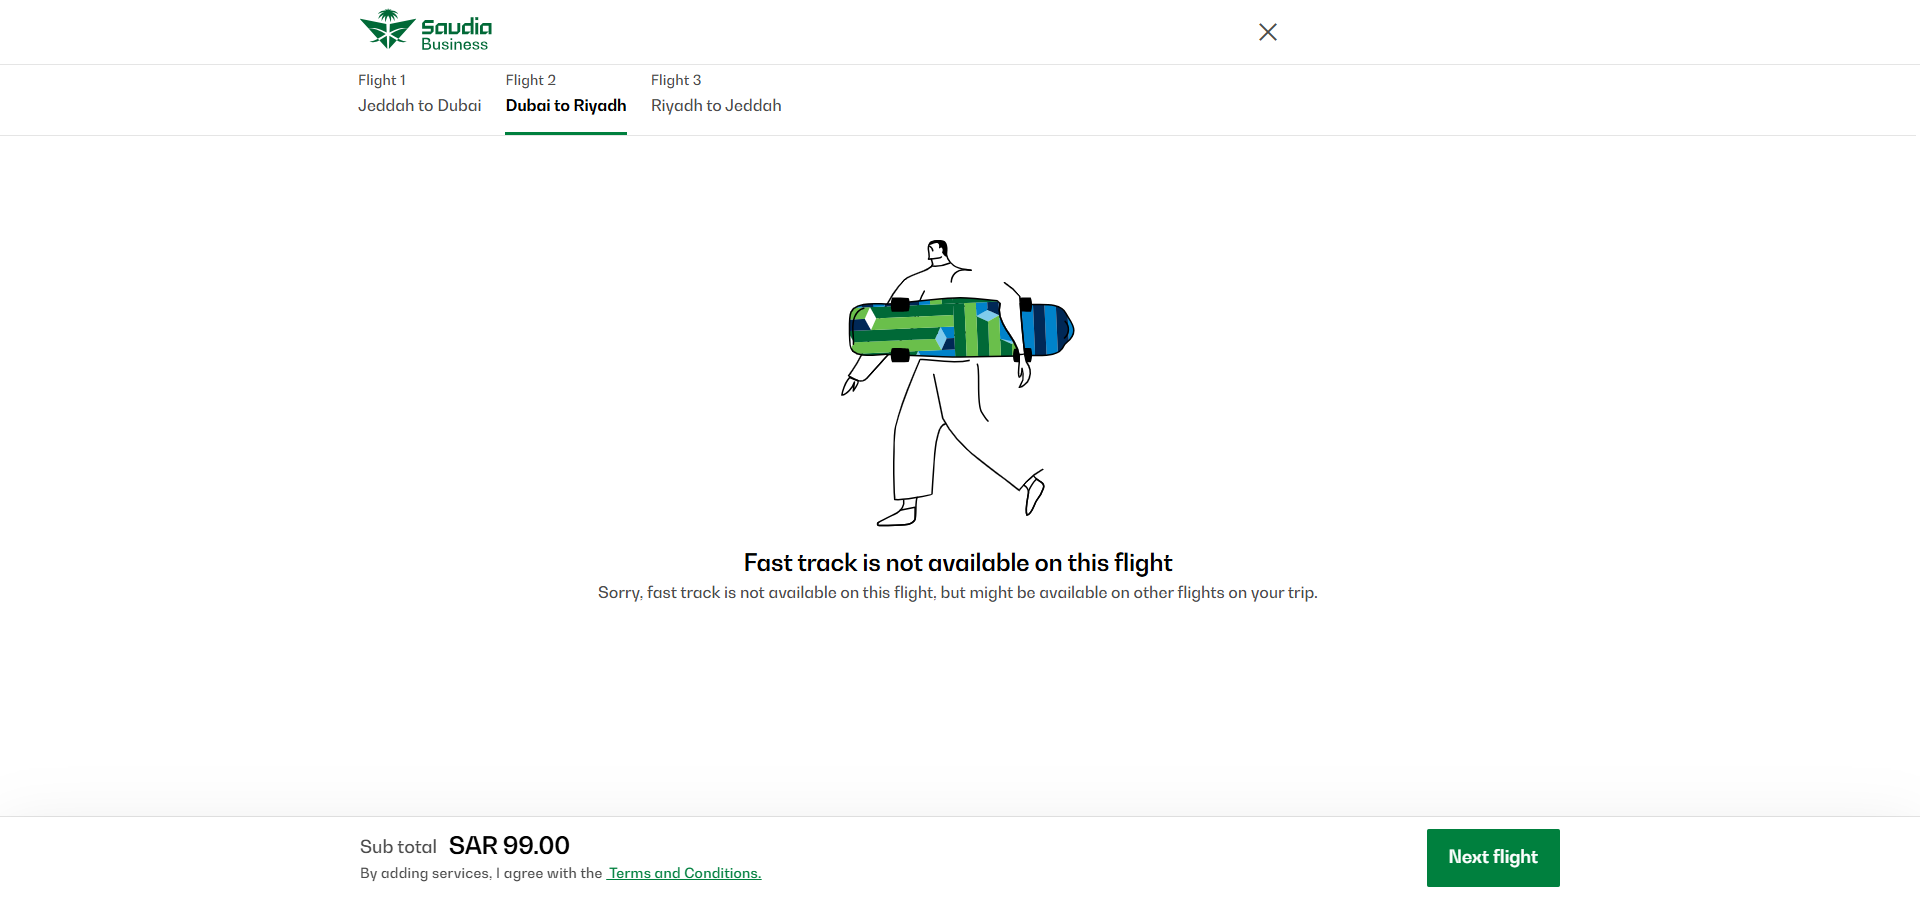 Saudia
Business
Flight 1
Jeddah to Dubai
Flight 2
Dubai to Riyadh
Flight 3
Riyadh to Jeddah
Fast track is not available on this flight
Sorry, fast track is not available on this flight, but might be available on other flights on your trip.
Sub total SAR 99.00
By adding services, I agree with the Terms and Conditions.
Next flight